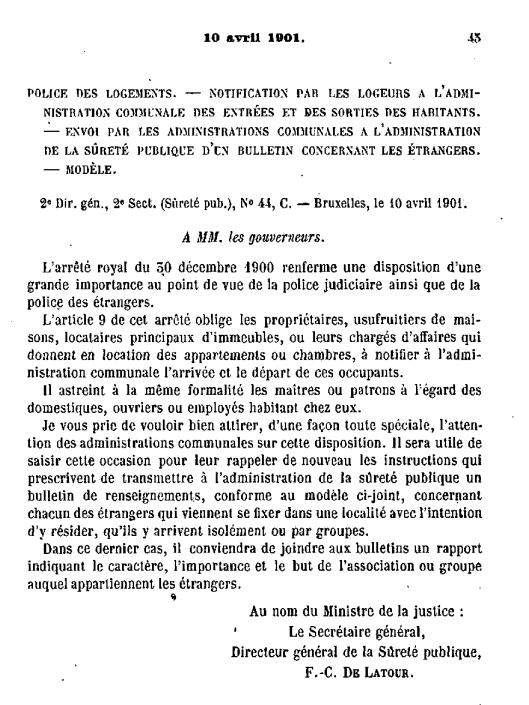 10 avril 1901. 45
POLICE DES LOGEMENTS. — NOTIFICATION PAR LES LOGEURS A L'ADMI-
NISTRATION COMMUNALE DES ENTRÉES ET DES SORTIES DES HABITANTS.
— ENVOI PAR LES ADMINISTRATIONS COMMUNALES A L'ADMINISTRATION
DE LA SÛRETÉ PUBLIQUE D'UN BULLETIN CONCERNANT LES ÉTRANGERS.
— MODÈLE.
2e Dir. gén., 2e Sect. (Sûreté pub.), No 44, C. — Bruxelles, le 10 avril 1901.
A MM. les gouverneurs.
L'arrêté royal du 30 décembre 1900 renferme une disposition d'une
grande importance au point de vue de la police judiciaire ainsi que de la
police des étrangers.
L'article 9 de cet arrêté oblige les propriétaires, usufruitiers de mai-
sons, locataires principaux d'immeubles, ou leurs chargés d'affaires qui
donnent en location des appartements ou chambres, à notifier à l'admi-
nistration communale l'arrivée et le départ de ces occupants.
Il astreint à la même formalité les maîtres ou patrons à l'égard des
domestiques, ouvriers ou employés habitant chez eux.
Je vous prie de vouloir bien attirer, d'une façon toute spéciale, l'atten-
tion des administrations communales sur cette disposition. Il sera utile de
saisir cette occasion pour leur rappeler de nouveau les instructions qui
prescrivent de transmettre à l'administration de la sûreté publique un
bulletin de renseignements, conforme au modèle ci-joint, concernant
chacun des étrangers qui viennent se fixer dans une localité avec l'intention
d'y résider, qu'ils y arrivent isolément ou par groupes.
Dans ce dernier cas, il conviendra de joindre aux bulletins un rapport
indiquant le caractère, l'importance et le but de l'association ou groupe
auquel appartiennent les étrangers.
Au nom du Ministre de la justice :
Le Secrétaire général,
Directeur général de la Sûreté publique,
F.-C. DE LATOUR.